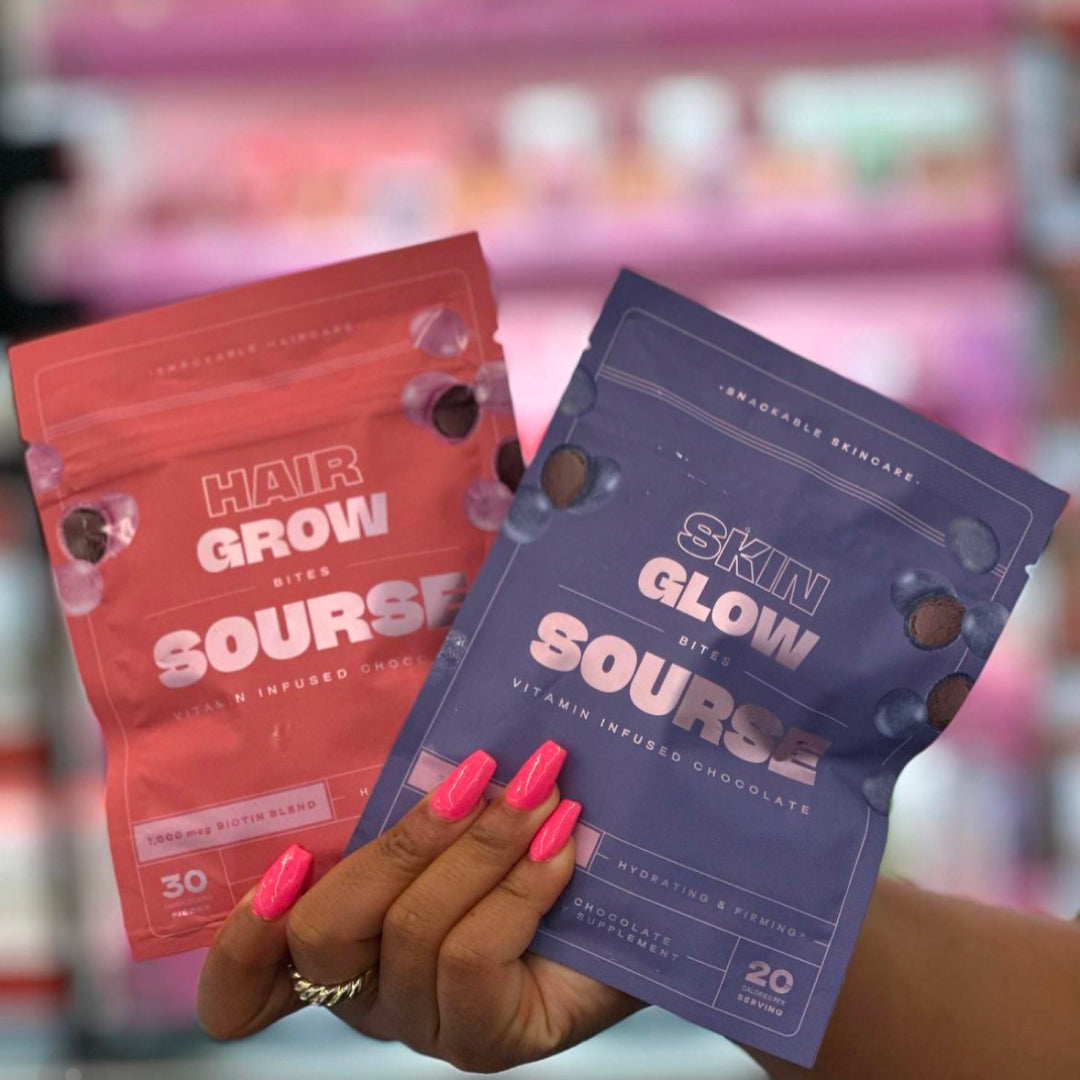 ·SNACKABLE HAIRCARE·
HAIR
GROW
BITES
SOURSE
VITAMIN INFUSED
1,000 mcg BIOTIN BLEND
30
PIECES
·SNACKABLE SKINCARE·
SKIN
GLOW
BITES
SOURSE
VITAMIN INFUSED CHOCOLATE
HYDRATING & FIRMING*
CHOCOLATE
SUPPLEMENT
20
CALORIES PER
SERVING